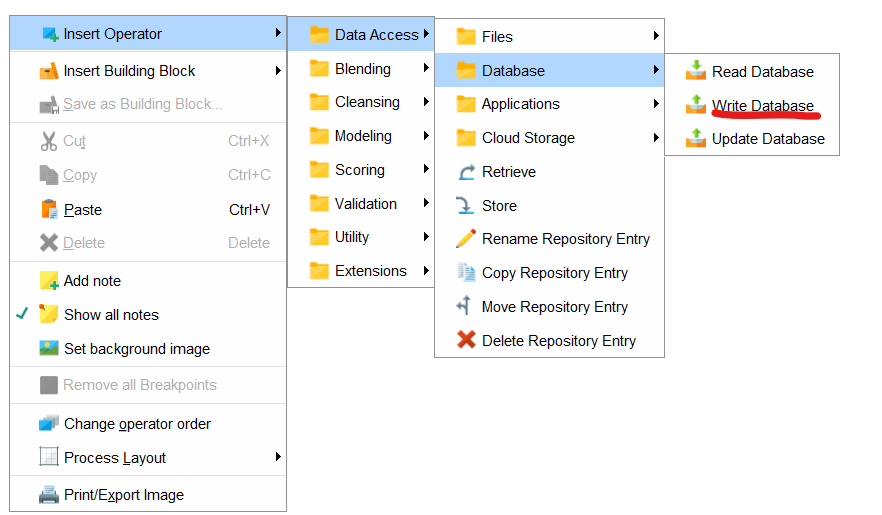 Insert Operator
Insert Building Block
Save as Building Block...
Cut Ctrl+X
Copy Ctrl+C
Paste Ctrl+V
Delete Delete
Add note
Show all notes
Set background image
Remove all Breakpoints
Change operator order
Process Layout
Print/Export Image
Data Access
Blending
Cleansing
Modeling
Scoring
Validation
Utility
Extensions
Files
Database
Applications
Cloud Storage
Retrieve
Store
Rename Repository Entry
Copy Repository Entry
Move Repository Entry
Delete Repository Entry
Read Database
Write Database
Update Database